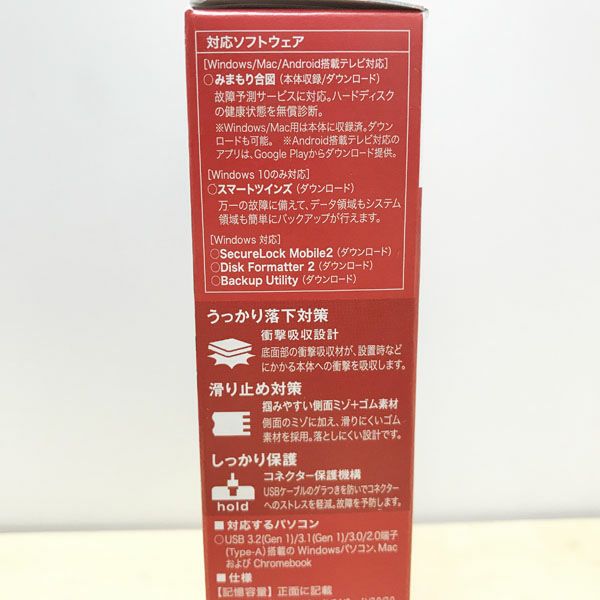 対応ソフトウェア
[Windows/Mac/Android搭載テレビ対応]
○みまもり合図(本体収録/ダウンロード)
故障予測サービスに対応。ハードディスク
の健康状態を無償診断。
※Windows/Mac用は本体に収録済。ダウン
ロードも可能。 ※Android搭載テレビ対応の
アプリは、Google Playからダウンロード提供。
[Windows 10のみ対応]
○スマートツインズ(ダウンロード)
万一の故障に備えて、データ領域もシステム
領域も簡単にバックアップが行えます。
[Windows 対応]
○SecureLock Mobile2(ダウンロード)
○Disk Formatter 2(ダウンロード)
○Backup Utility(ダウンロード)
うっかり落下対策
衝撃吸収設計
底面部の衝撃吸収材が、設置時など
にかかる本体への衝撃を吸収します。
滑り止め対策
掴みやすい側面ミゾ+ゴム素材
側面のミゾに加え、滑りにくいゴム
素材を採用。落としにくい設計です。
しっかり保護
コネクター保護機構
USBケーブルのグラつきを防いでコネクター
へのストレスを軽減。故障を予防します。
hold
■対応するパソコン
○USB 3.2(Gen 1)/3.1(Gen 1)/3.0/2.0端子
(Type-A)搭載の Windowsパソコン、Mac
および Chromebook
■仕様
【記憶容量】正面に記載